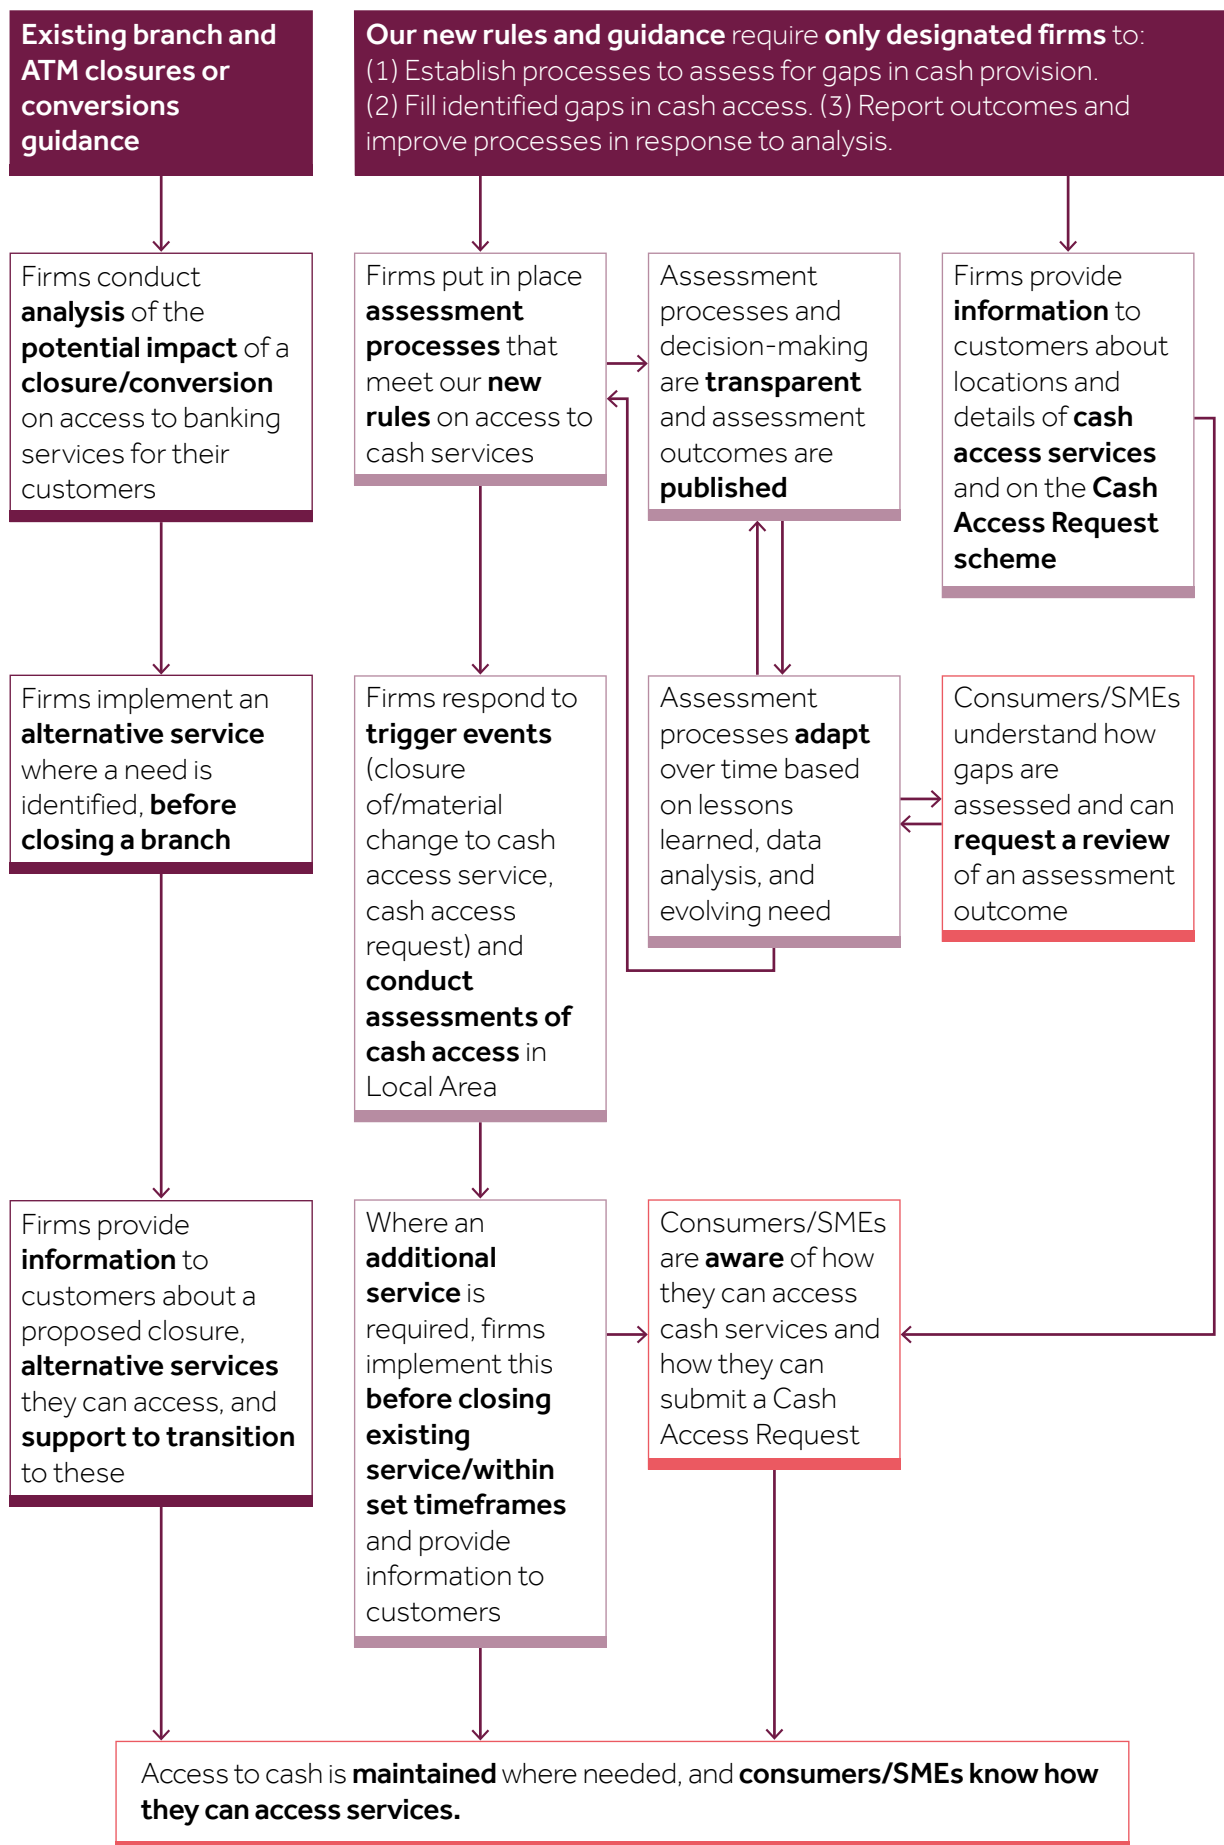 Existing branch and
ATM closures or
conversions
guidance
Our new rules and guidance require only designated firms to:
(1) Establish processes to assess for gaps in cash provision.
(2) Fill identified gaps in cash access. (3) Report outcomes and
improve processes in response to analysis.
Firms conduct
analysis of the
potential impact of a
closure/conversion
on access to banking
services for their
customers
Firms put in place
assessment
processes that
meet our new
rules on access to
cash services
Assessment
processes and
decision-making
are transparent
and assessment
outcomes are
published
Firms provide
information to
customers about
locations and
details of cash
access services
and on the Cash
Access Request
scheme
Firms implement an
alternative service
where a need is
identified, before
closing a branch
Firms respond to
trigger events
(closure
of/material
change to cash
access service,
cash access
request) and
conduct
assessments of
cash access in
Local Area
Assessment
processes adapt
over time based
on lessons
learned, data
analysis, and
evolving need
Consumers/SMEs
understand how
gaps are
assessed and can
request a review
of an assessment
outcome
Firms provide
information to
customers about a
proposed closure,
alternative services
they can access, and
support to transition
to these
Where an
additional
service is
required, firms
implement this
before closing
existing
service/within
set timeframes
and provide
information to
customers
Consumers/SMEs
are aware of how
they can access
cash services and
how they can
submit a Cash
Access Request
Access to cash is maintained where needed, and consumers/SMEs know how
they can access services.